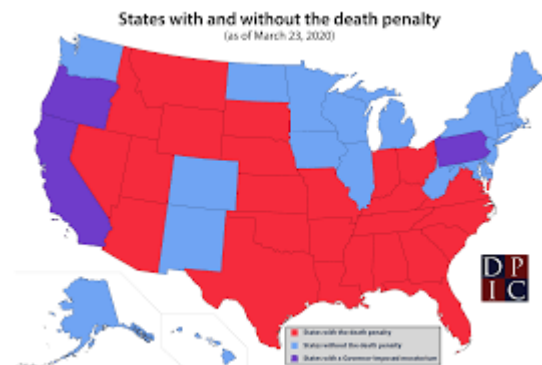 States with and without the death penalty
(as of March 23, 2020)
D P
I C
States with the death penalty
States without the death penalty
States with a Governor-imposed moratorium